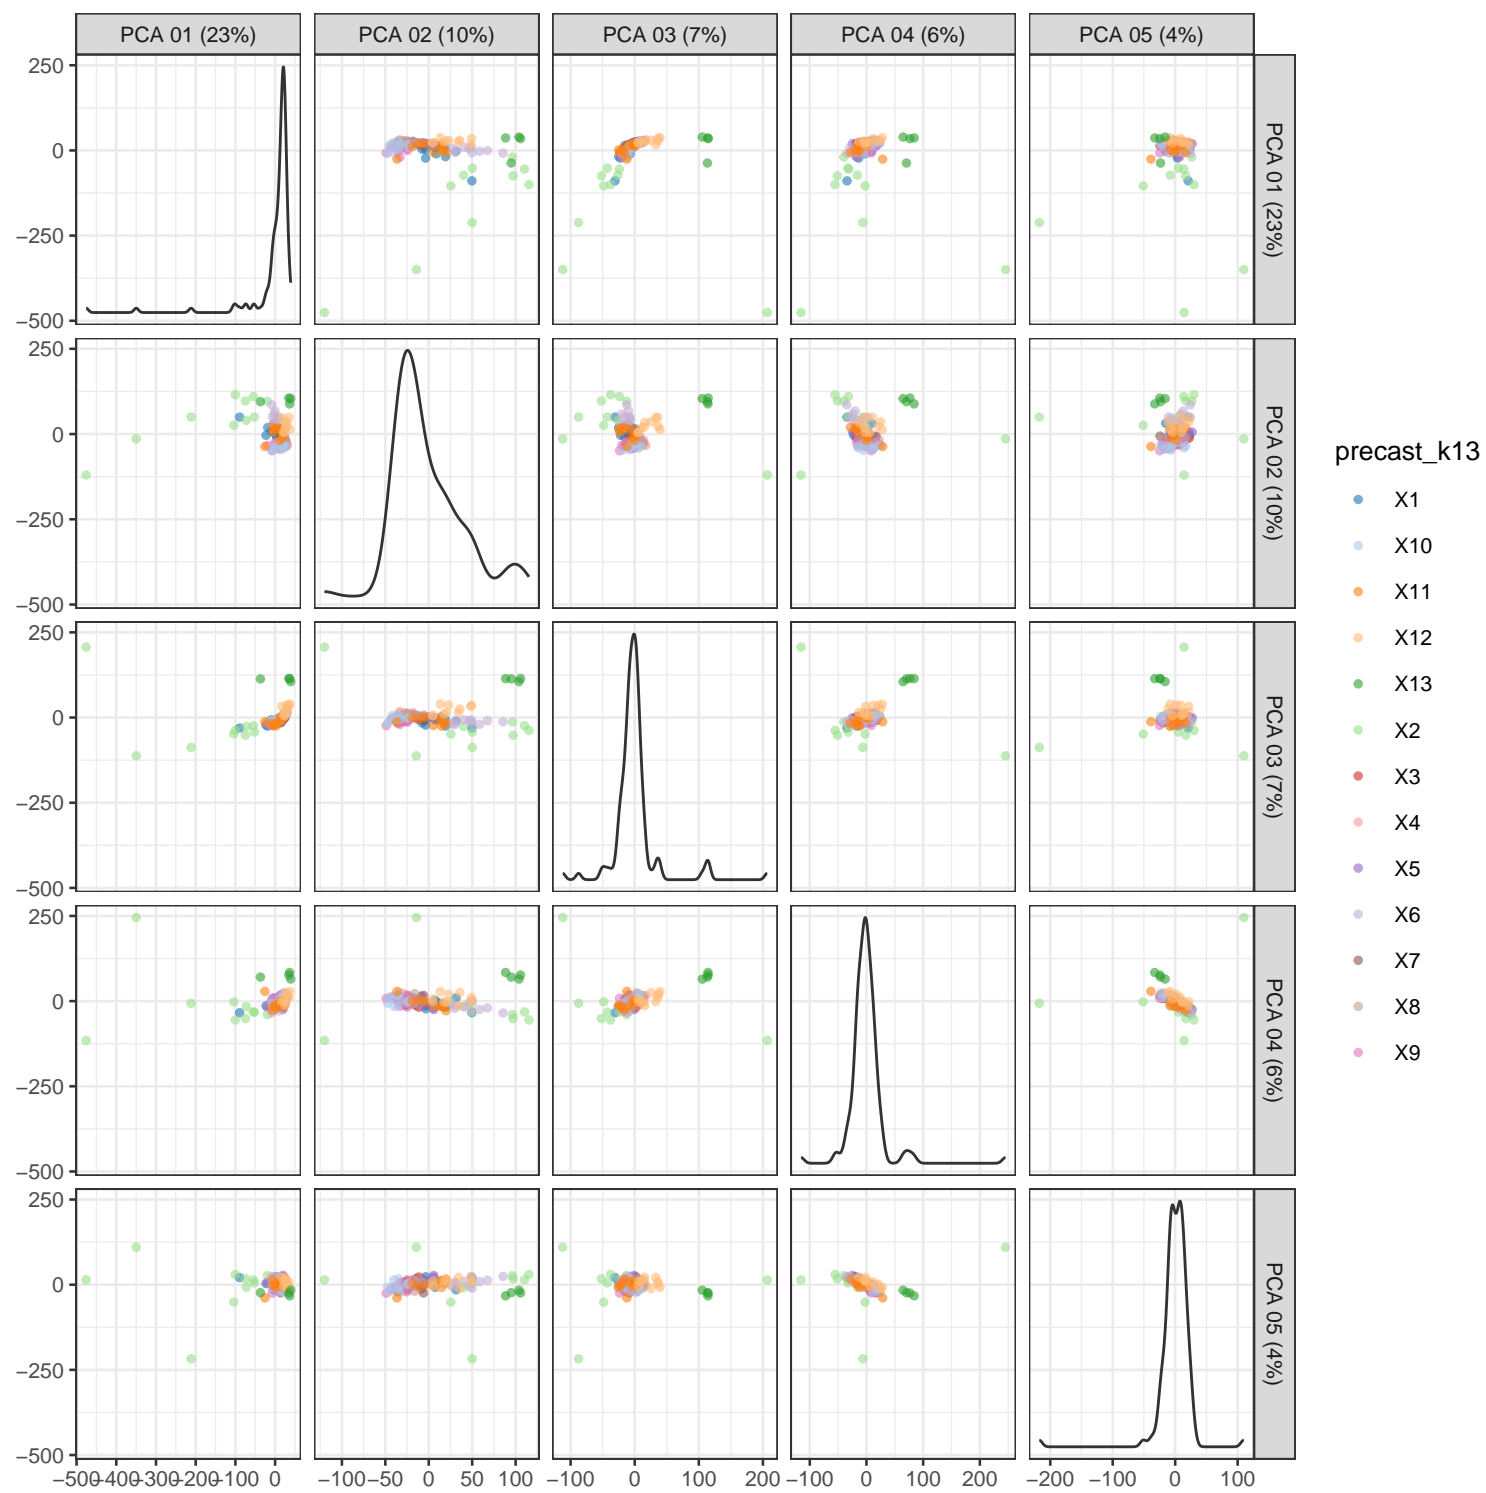 PCA 01 (23%) PCA 02 (10%) PCA 03 (7%) PCA 04 (6%) PCA 05 (4%)
250
0
−250
−500
PCA 01 (23%)
250
0
−250
−500
PCA 02 (10%)
250
0
−250
−500
PCA 03 (7%)
250
0
−250
−500
PCA 04 (6%)
250
0
−250
−500
PCA 05 (4%)
−500 −400 −300 −200 −100 0 −100 −50 0 50 100 −100 0 100 200 −100 0 100 200 −200 −100 0 100
precast_k13
X1
X10
X11
X12
X13
X2
X3
X4
X5
X6
X7
X8
X9